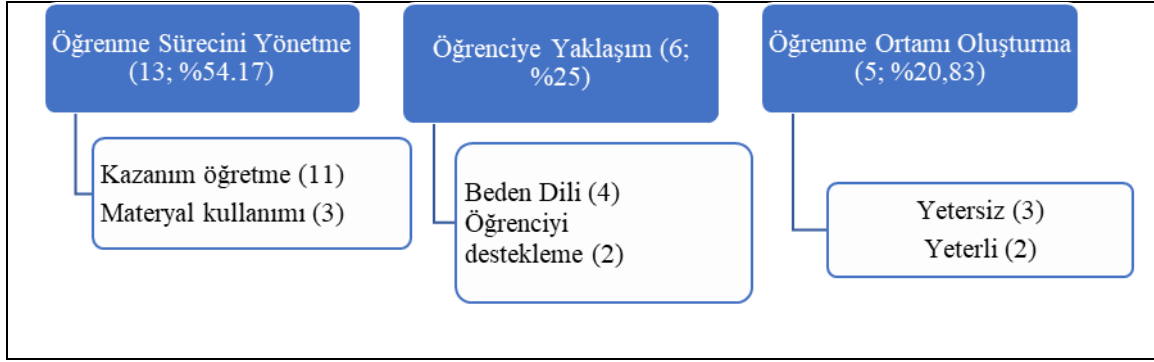 Öğrenme Sürecini Yönetme
(13; %54.17)
Kazanım öğretme (11)
Materyal kullanımı (3)
Öğrenciye Yaklaşım (6;
%25)
Beden Dili (4)
Öğrenciyi
destekleme (2)
Öğrenme Ortamı Oluşturma
(5; %20,83)
Yetersiz (3)
Yeterli (2)